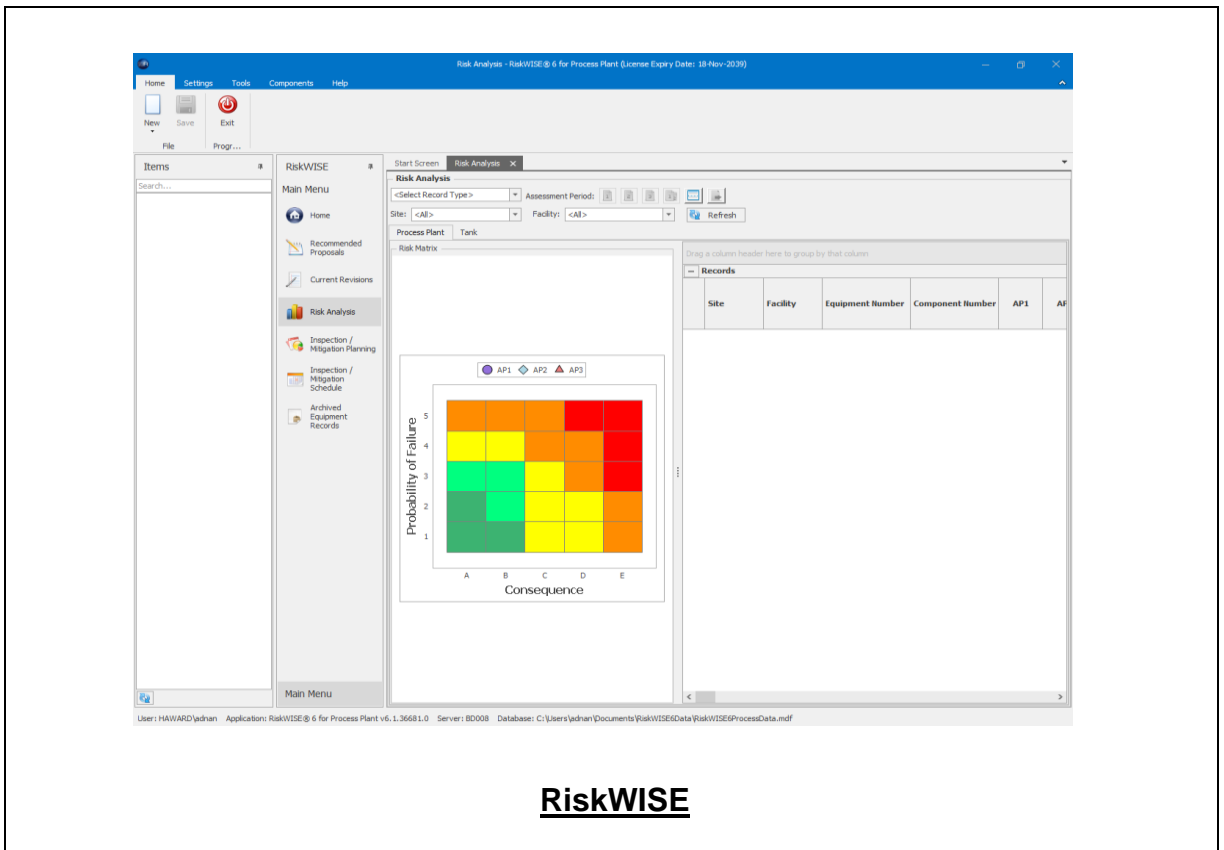 Risk Analysis - RiskWISE® 6 for Process Plant (License Expiry Date: 18-Nov-2039)
Home Settings Tools Components Help
New Save Exit
File Progr...
Items
Search...
RiskWISE
Main Menu
Home
Recommended
Proposals
Current Revisions
Risk Analysis
Inspection /
Mitigation Planning
Inspection /
Mitigation
Schedule
Archived
Equipment
Records
Main Menu
Start Screen Risk Analysis
Risk Analysis
<Select Record Type> Assessment Period:
Site: <All> Facility: <All> Refresh
Process Plant Tank
Risk Matrix
AP1 AP2 AP3
Probability of Failure
5
4
3
2
1
A B C D E
Consequence
Drag a column header here to group by that column
Records
Site Facility Equipment Number Component Number AP1 AP
User: HAWARD\adnan Application: RiskWISE® 6 for Process Plant v6.1.36681.0 Server: BD008 Database: C:\Users\adnan\Documents\RiskWISE6Data\RiskWISE6ProcessData.mdf
RiskWISE